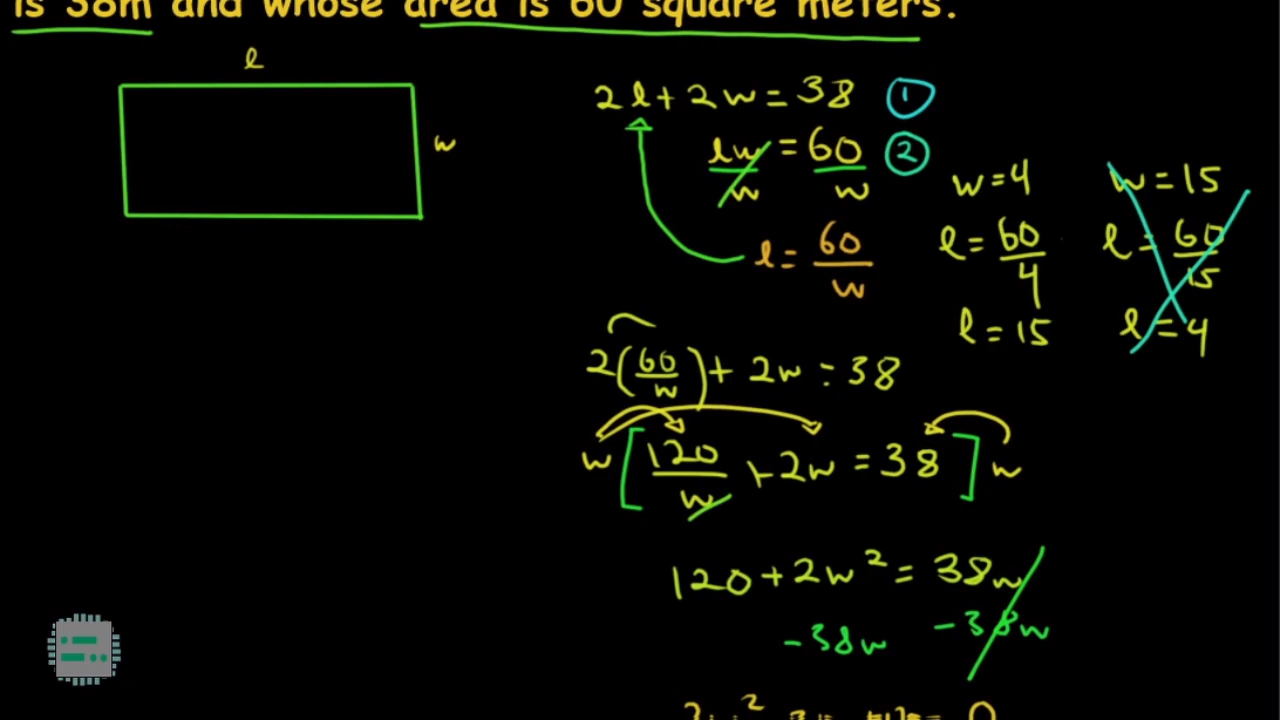 is 38m and whose area is 60 square meters.
l
w
2l + 2w = 38 ①
lw = 60 ②
w w
l = 60/w
w = 4
l = 60/4
l = 15
w = 15
l = 60/15
l = 4
2(60/w) + 2w = 38
w[120/w + 2w = 38]w
120 + 2w² = 38w
-38w -38w